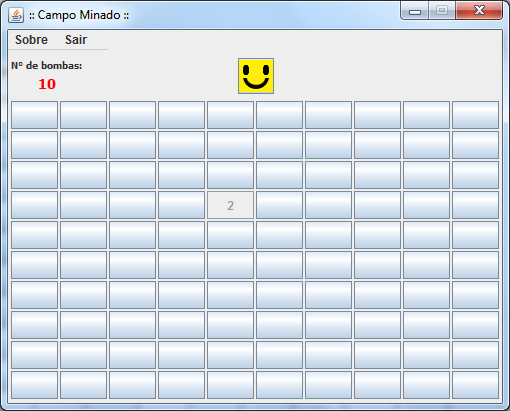 :: Campo Minado ::
Sobre Sair
Nº de bombas:
10
2